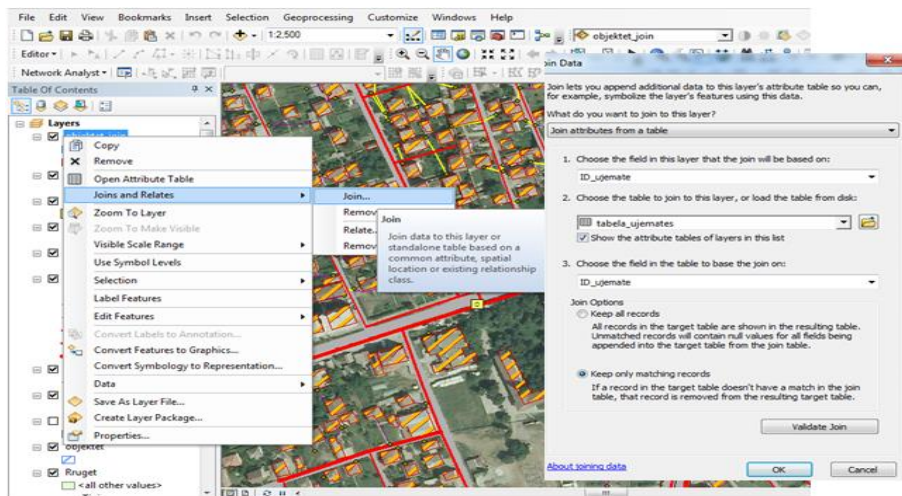 File Edit View Bookmarks Insert Selection Geoprocessing Customize Windows Help
1:2,500
objektet_join
Editor
Network Analyst
Table Of Contents
Layers
objektet_join
Copy
Remove
Open Attribute Table
Joins and Relates
Zoom To Layer
Zoom To Make Visible
Visible Scale Range
Use Symbol Levels
Selection
Label Features
Edit Features
Convert Labels to Annotation...
Convert Features to Graphics...
Convert Symbology to Representation...
Data
Save As Layer File...
Create Layer Package...
Properties...
objektet
Rruget
<all other values>
Join...
Remov
Relate..
Remov
Join
Join data to this layer or
standalone table based on a
common attribute, spatial
location or existing relationship
class.
oin Data
Join lets you append additional data to this layer's attribute table so you can,
for example, symbolize the layer's features using this data.
What do you want to join to this layer?
Join attributes from a table
1. Choose the field in this layer that the join will be based on:
ID_ujemate
2. Choose the table to join to this layer, or load the table from disk:
tabela_ujemates
Show the attribute tables of layers in this list
3. Choose the field in the table to base the join on:
ID_ujemate
Join Options
Keep all records
All records in the target table are shown in the resulting table.
Unmatched records will contain null values for all fields being
appended into the target table from the join table.
Keep only matching records
If a record in the target table doesn't have a match in the join
table, that record is removed from the resulting target table.
Validate Join
About joining data
OK
Cancel